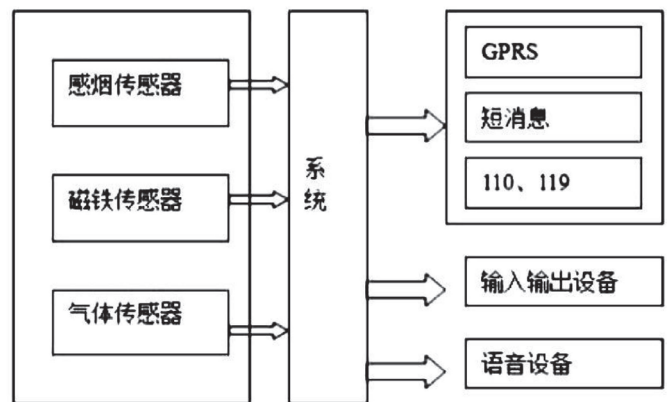 感烟传感器
磁铁传感器
气体传感器
系
统
GPRS
短消息
110、119
输入输出设备
语音设备